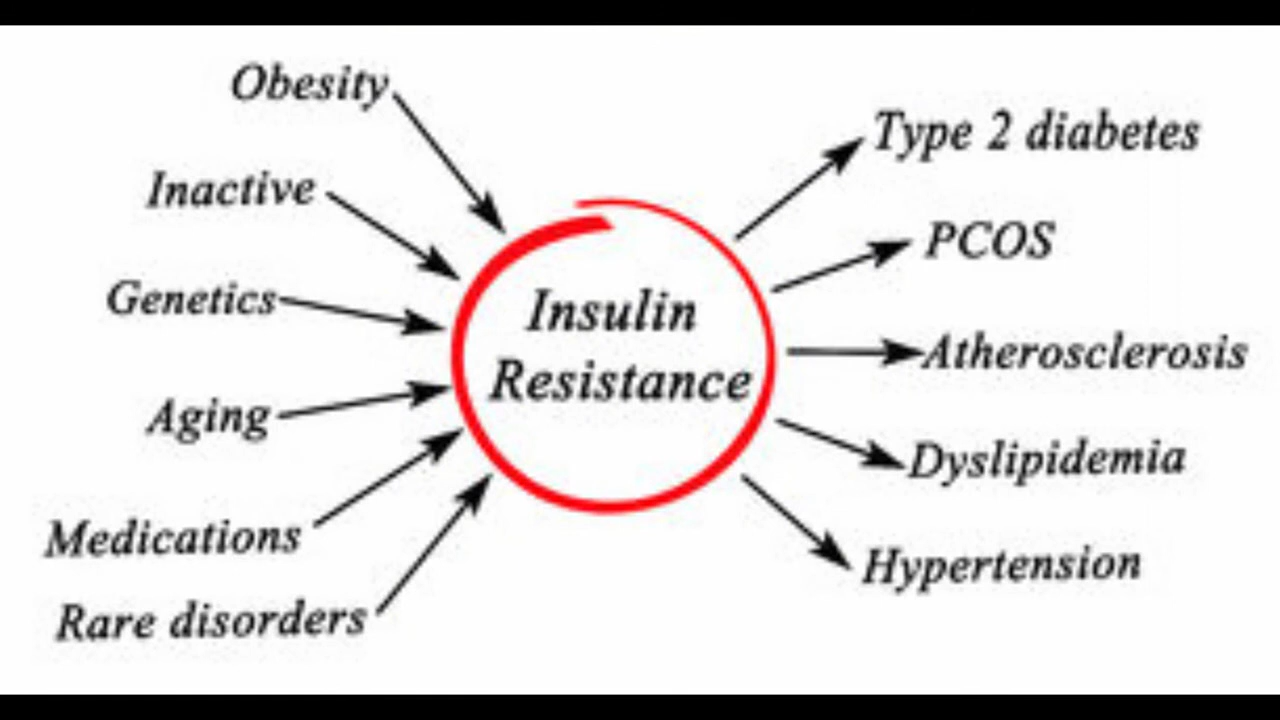 Obesity
Inactive
Genetics
Aging
Medications
Rare disorders
Insulin
Resistance
Type 2 diabetes
PCOS
Atherosclerosis
Dyslipidemia
Hypertension